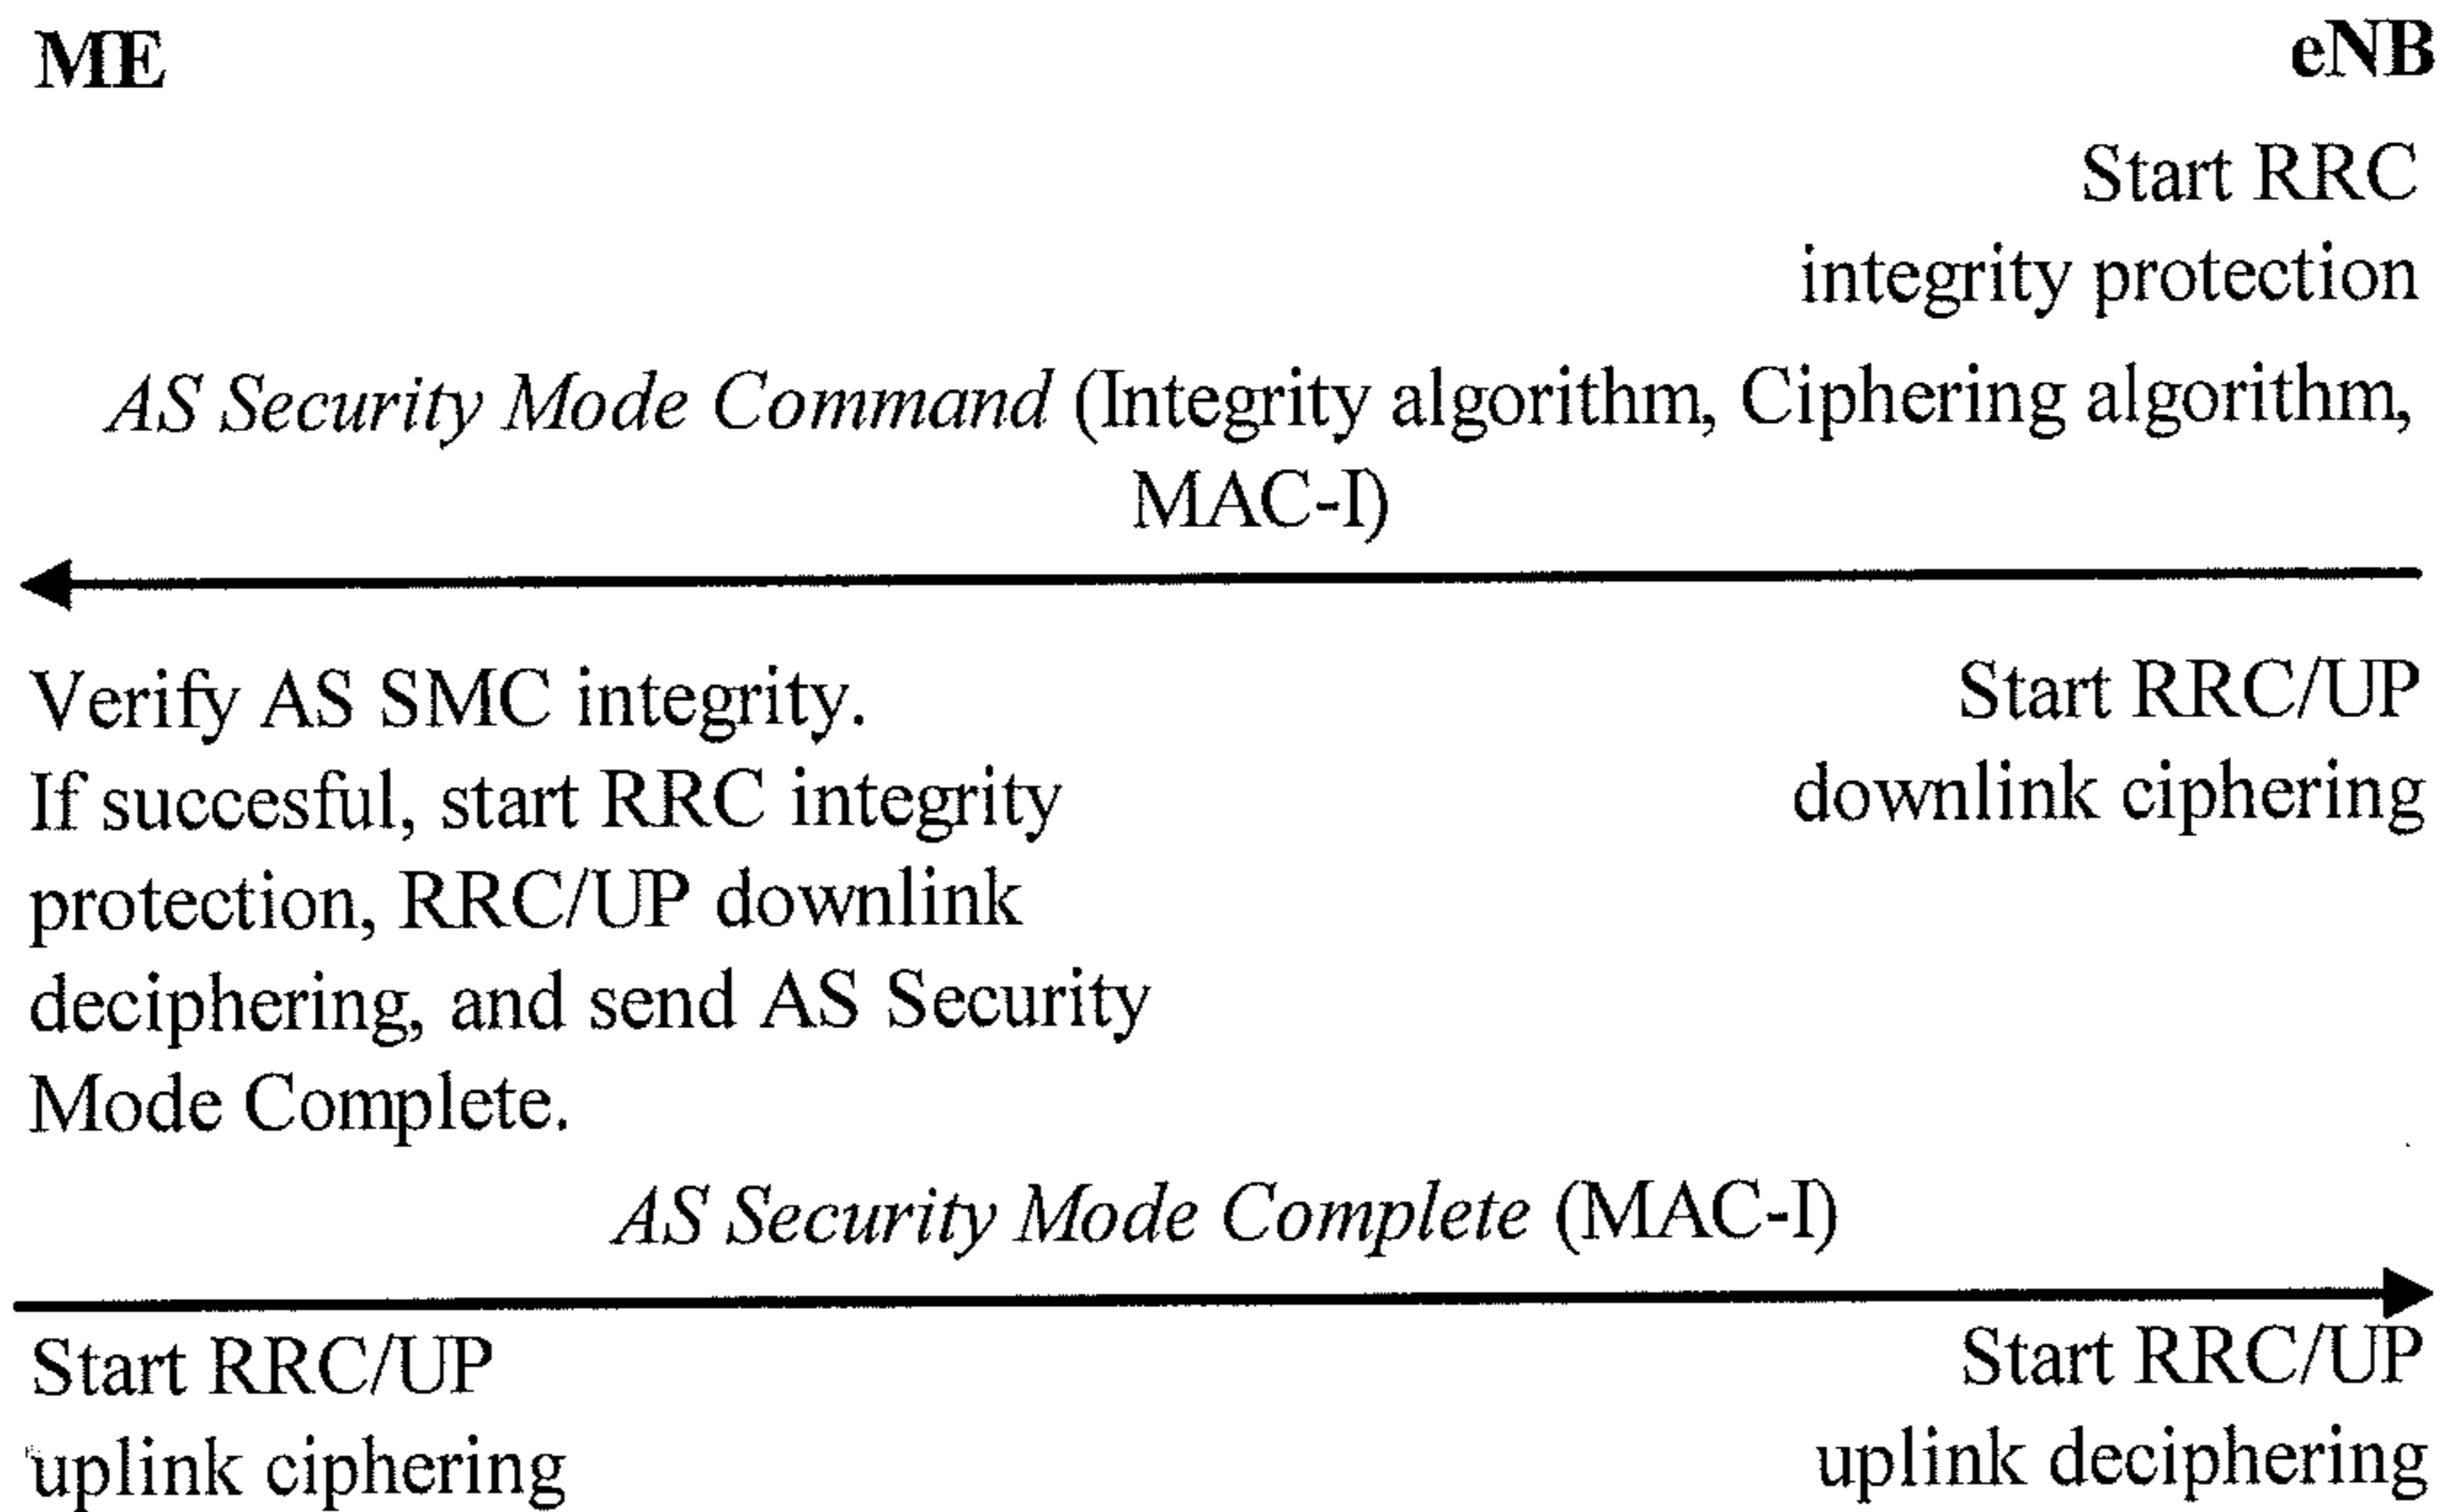 ME eNB
Start RRC
integrity protection
AS Security Mode Command (Integrity algorithm, Ciphering algorithm,
MAC-I)
Verify AS SMC integrity.
If succesful, start RRC integrity
protection, RRC/UP downlink
deciphering, and send AS Security
Mode Complete.
Start RRC/UP
downlink ciphering
AS Security Mode Complete (MAC-I)
Start RRC/UP
uplink ciphering
Start RRC/UP
uplink deciphering